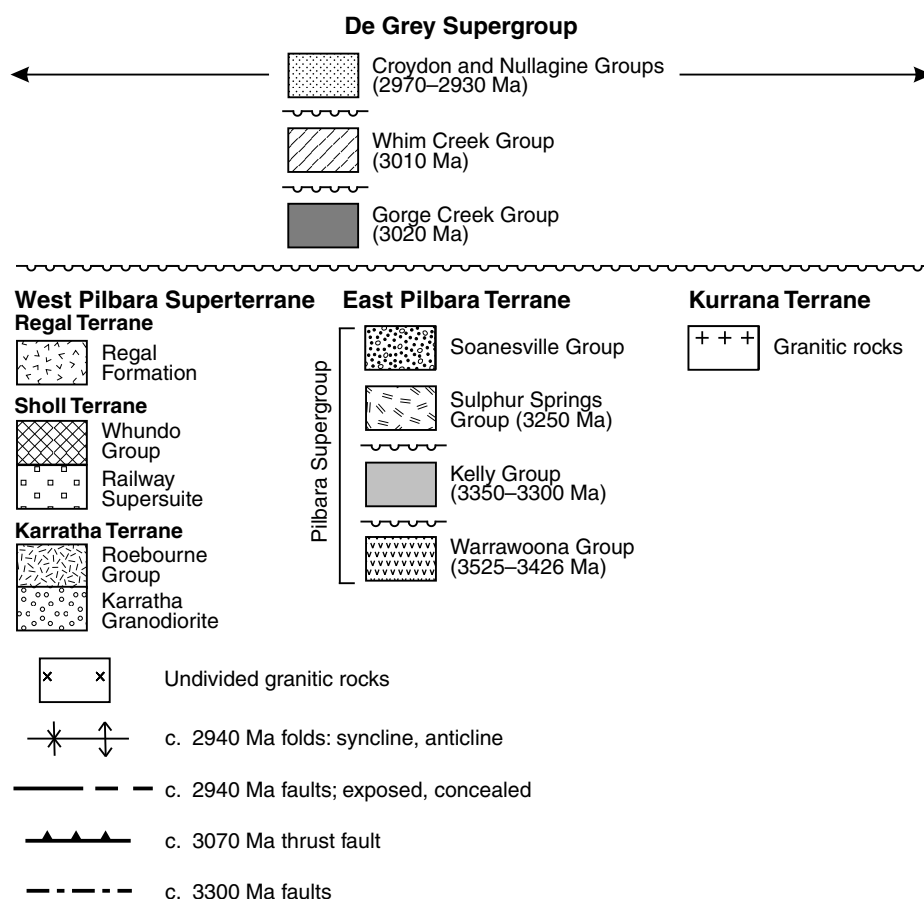 De Grey Supergroup
Croydon and Nullagine Groups
(2970–2930 Ma)
Whim Creek Group
(3010 Ma)
Gorge Creek Group
(3020 Ma)
West Pilbara Superterrane
Regal Terrane
Regal
Formation
Sholl Terrane
Whundo
Group
Railway
Supersuite
Karratha Terrane
Roebourne
Group
Karratha
Granodiorite
East Pilbara Terrane
Pilbara Supergroup
Soanesville Group
Sulphur Springs
Group (3250 Ma)
Kelly Group
(3350–3300 Ma)
Warrawoona Group
(3525–3426 Ma)
Kurrana Terrane
Granitic rocks
Undivided granitic rocks
c. 2940 Ma folds: syncline, anticline
c. 2940 Ma faults; exposed, concealed
c. 3070 Ma thrust fault
c. 3300 Ma faults